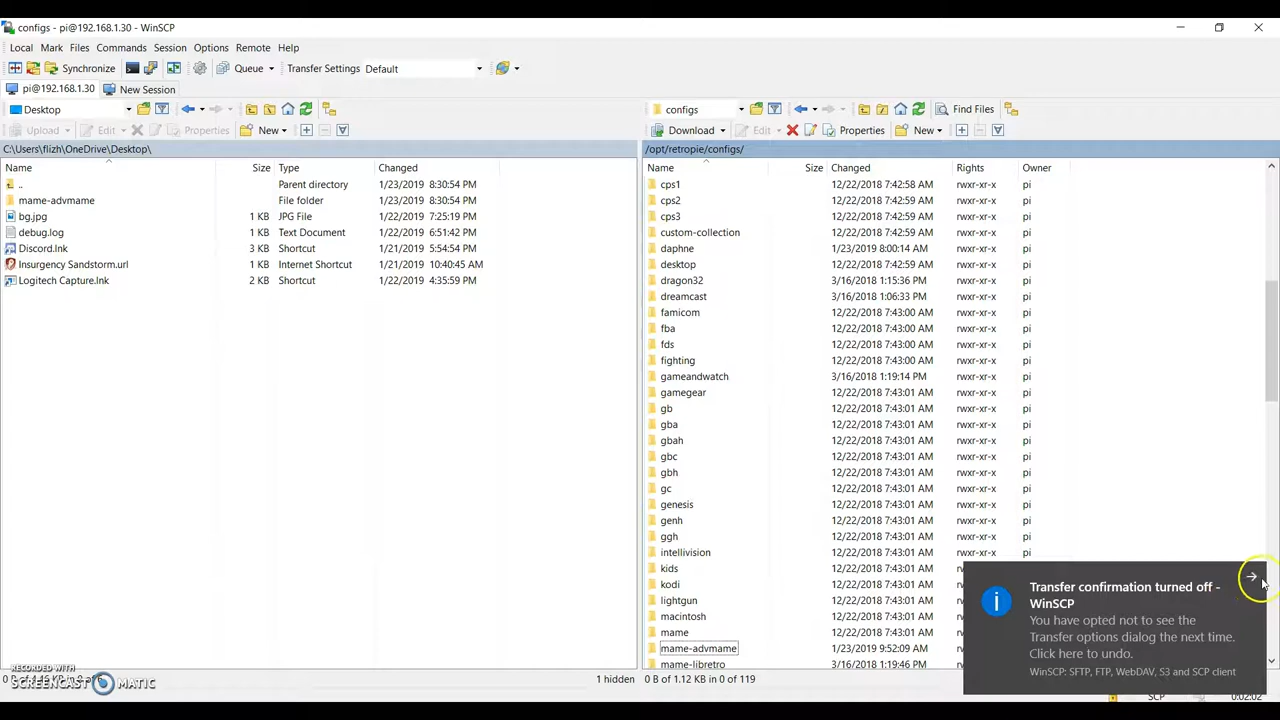 configs - pi@192.168.1.30 - WinSCP
Local Mark Files Commands Session Options Remote Help
Synchronize Queue Transfer Settings Default
pi@192.168.1.30 New Session
Desktop configs Find Files
Upload Edit Properties New Download Edit Properties New
C:\Users\flizh\OneDrive\Desktop\ /opt/retropie/configs/
Name Size Type Changed Name Size Changed Rights Owner
.. Parent directory 1/23/2019 8:30:54 PM cps1 12/22/2018 7:42:58 AM rwxr-xr-x pi
mame-advmame File folder 1/23/2019 8:30:54 PM cps2 12/22/2018 7:42:59 AM rwxr-xr-x pi
bg.jpg 1 KB JPG File 1/22/2019 7:25:19 PM cps3 12/22/2018 7:42:59 AM rwxr-xr-x pi
debug.log 1 KB Text Document 1/22/2019 6:51:42 PM custom-collection 12/22/2018 7:42:59 AM rwxr-xr-x pi
Discord.lnk 3 KB Shortcut 1/21/2019 5:54:54 PM daphne 1/23/2019 8:00:14 AM rwxr-xr-x pi
Insurgency Sandstorm.url 1 KB Internet Shortcut 1/21/2019 10:40:45 AM desktop 12/22/2018 7:42:59 AM rwxr-xr-x pi
Logitech Capture.lnk 2 KB Shortcut 1/22/2019 4:35:59 PM dragon32 3/16/2018 1:15:36 PM rwxr-xr-x pi
dreamcast 3/16/2018 1:06:33 PM rwxr-xr-x pi
famicom 12/22/2018 7:43:00 AM rwxr-xr-x pi
fba 12/22/2018 7:43:00 AM rwxr-xr-x pi
fds 12/22/2018 7:43:00 AM rwxr-xr-x pi
fighting 12/22/2018 7:43:00 AM rwxr-xr-x pi
gameandwatch 3/16/2018 1:19:14 PM rwxr-xr-x pi
gamegear 12/22/2018 7:43:01 AM rwxr-xr-x pi
gb 12/22/2018 7:43:01 AM rwxr-xr-x pi
gba 12/22/2018 7:43:01 AM rwxr-xr-x pi
gbah 12/22/2018 7:43:01 AM rwxr-xr-x pi
gbc 12/22/2018 7:43:01 AM rwxr-xr-x pi
gbh 12/22/2018 7:43:01 AM rwxr-xr-x pi
gc 12/22/2018 7:43:01 AM rwxr-xr-x pi
genesis 12/22/2018 7:43:01 AM rwxr-xr-x pi
genh 12/22/2018 7:43:01 AM rwxr-xr-x pi
ggh 12/22/2018 7:43:01 AM rwxr-xr-x pi
intellivision 12/22/2018 7:43:01 AM rwxr-xr-x pi
kids 12/22/2018 7:43:01 AM
kodi 12/22/2018 7:43:01 AM
lightgun 12/22/2018 7:43:01 AM
macintosh 12/22/2018 7:43:01 AM
mame 12/22/2018 7:43:01 AM
mame-advmame 1/23/2019 9:52:09 AM
mame-libretro 3/16/2018 1:19:46 PM
Transfer confirmation turned off -
WinSCP
You have opted not to see the
Transfer options dialog the next time.
Click here to undo.
WinSCP: SFTP, FTP, WebDAV, S3 and SCP client
RECORDED WITH
SCREENCAST MATIC
1 hidden 0 B of 1.12 KB in 0 of 119
SCP 0:02:02